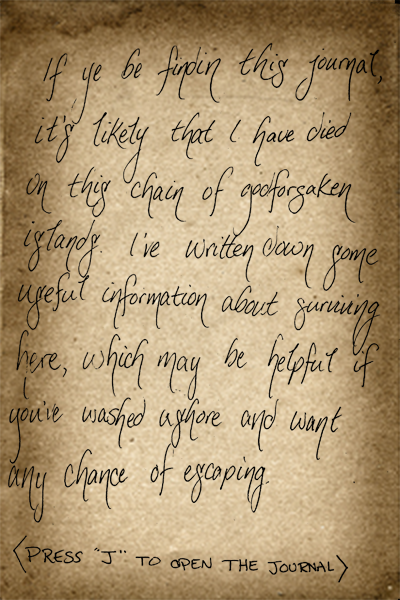 If ye be findin this journal,
it's likely that I have died
on this chain of godforsaken
islands. I've written down some
useful information about surviving
here, which may be helpful if
you've washed ashore and want
any chance of escaping.
<PRESS "J" TO OPEN THE JOURNAL>